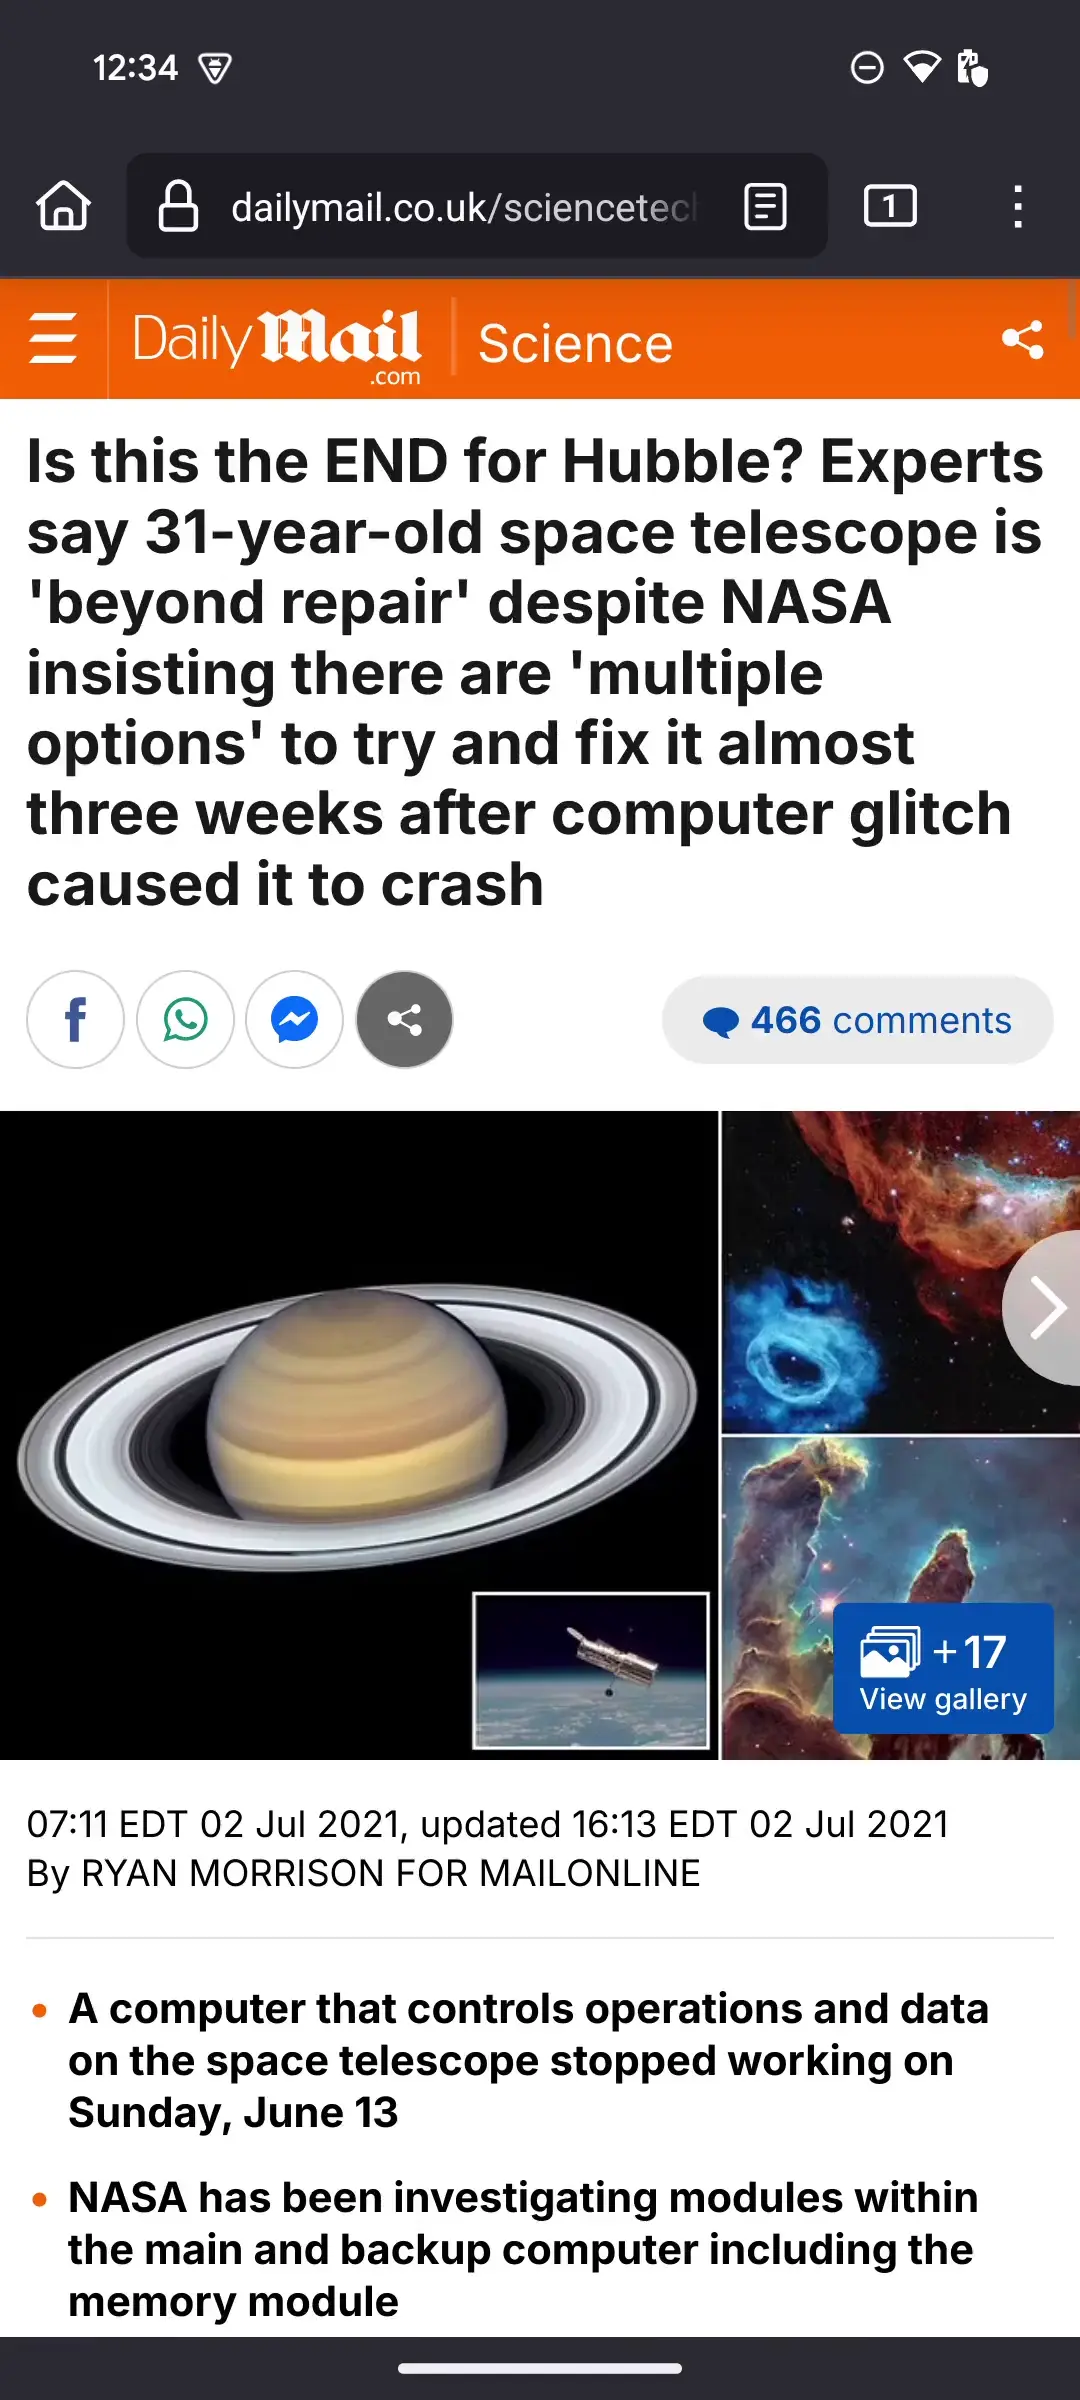 12:34
dailymail.co.uk/sciencetec
1
Daily Mail
.com
Science
Is this the END for Hubble? Experts
say 31-year-old space telescope is
'beyond repair' despite NASA
insisting there are 'multiple
options' to try and fix it almost
three weeks after computer glitch
caused it to crash
466 comments
+17
View gallery
07:11 EDT 02 Jul 2021, updated 16:13 EDT 02 Jul 2021
By RYAN MORRISON FOR MAILONLINE
• A computer that controls operations and data
on the space telescope stopped working on
Sunday, June 13
• NASA has been investigating modules within
the main and backup computer including the
memory module